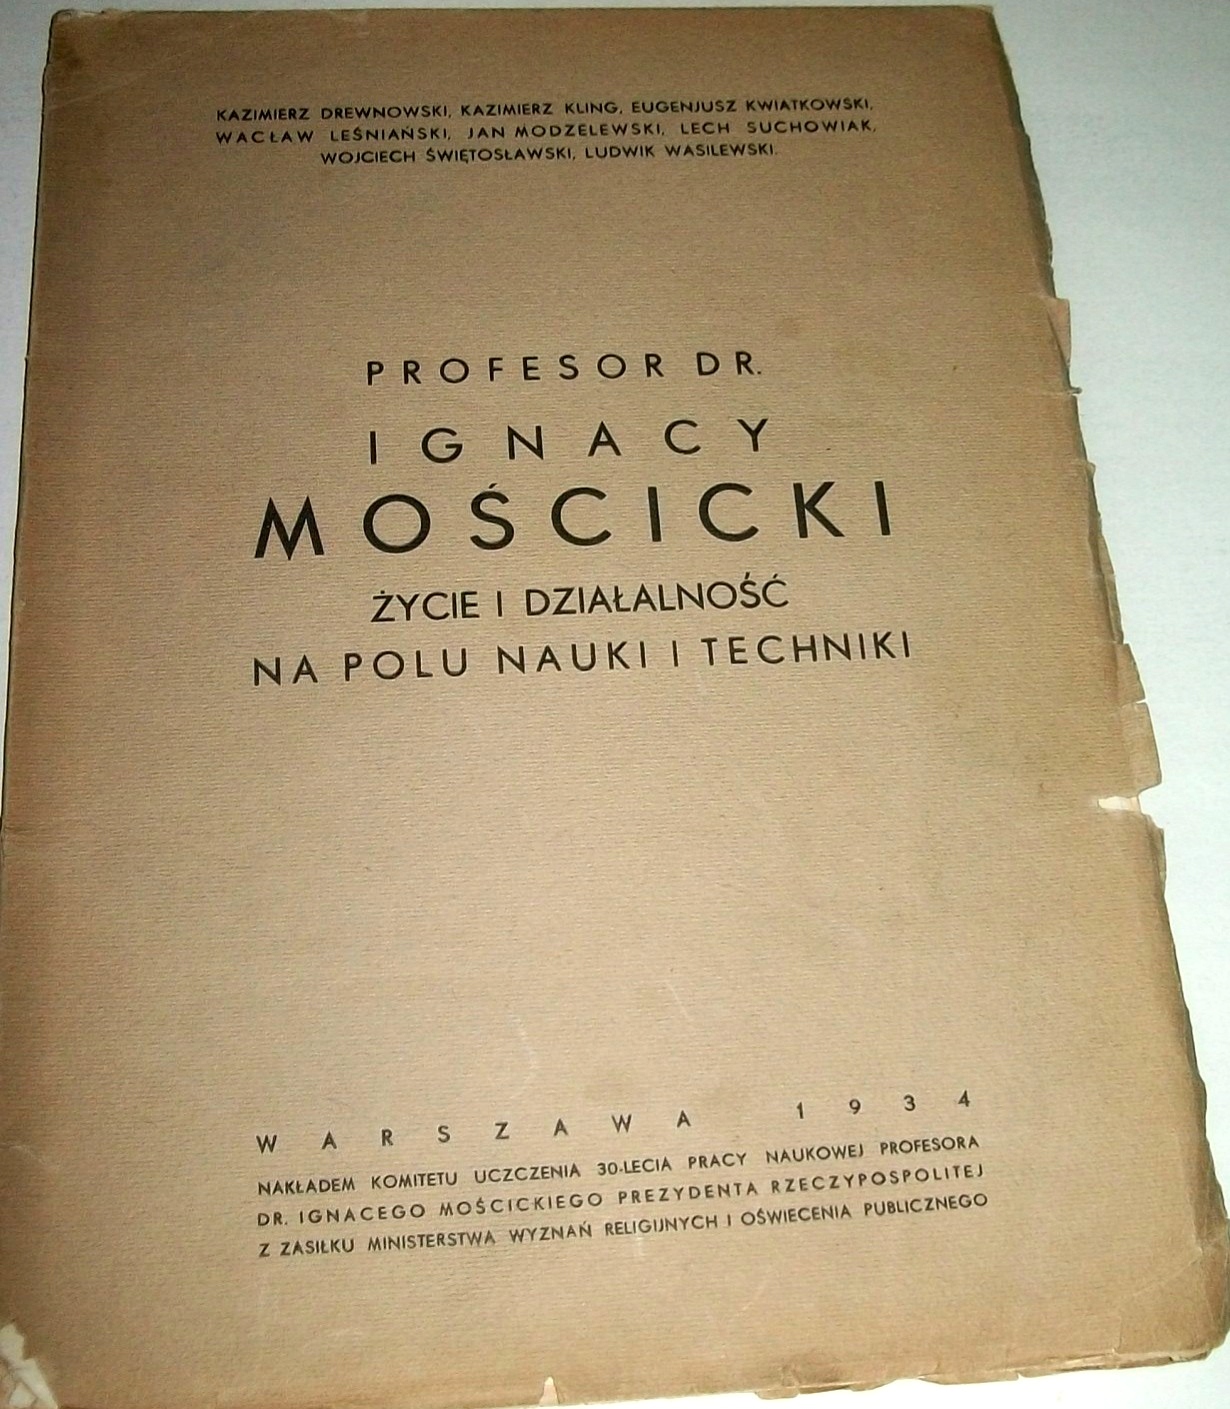 KAZIMIERZ DREWNOWSKI, KAZIMIERZ KLING, EUGENJUSZ KWIATKOWSKI,
WACŁAW LEŚNIAŃSKI, JAN MODZELEWSKI, LECH SUCHOWIAK,
WOJCIECH ŚWIĘTOSŁAWSKI, LUDWIK WASILEWSKI.
PROFESOR DR.
IGNACY
MOŚCICKI
ŻYCIE I DZIAŁALNOŚĆ
NA POLU NAUKI I TECHNIKI
WARSZAWA 1934
NAKŁADEM KOMITETU UCZCZENIA 30-LECIA PRACY NAUKOWEJ PROFESORA
DR. IGNACEGO MOŚCICKIEGO PREZYDENTA RZECZYPOSPOLITEJ
Z ZASIŁKU MINISTERSTWA WYZNAŃ RELIGIJNYCH I OŚWIECENIA PUBLICZNEGO